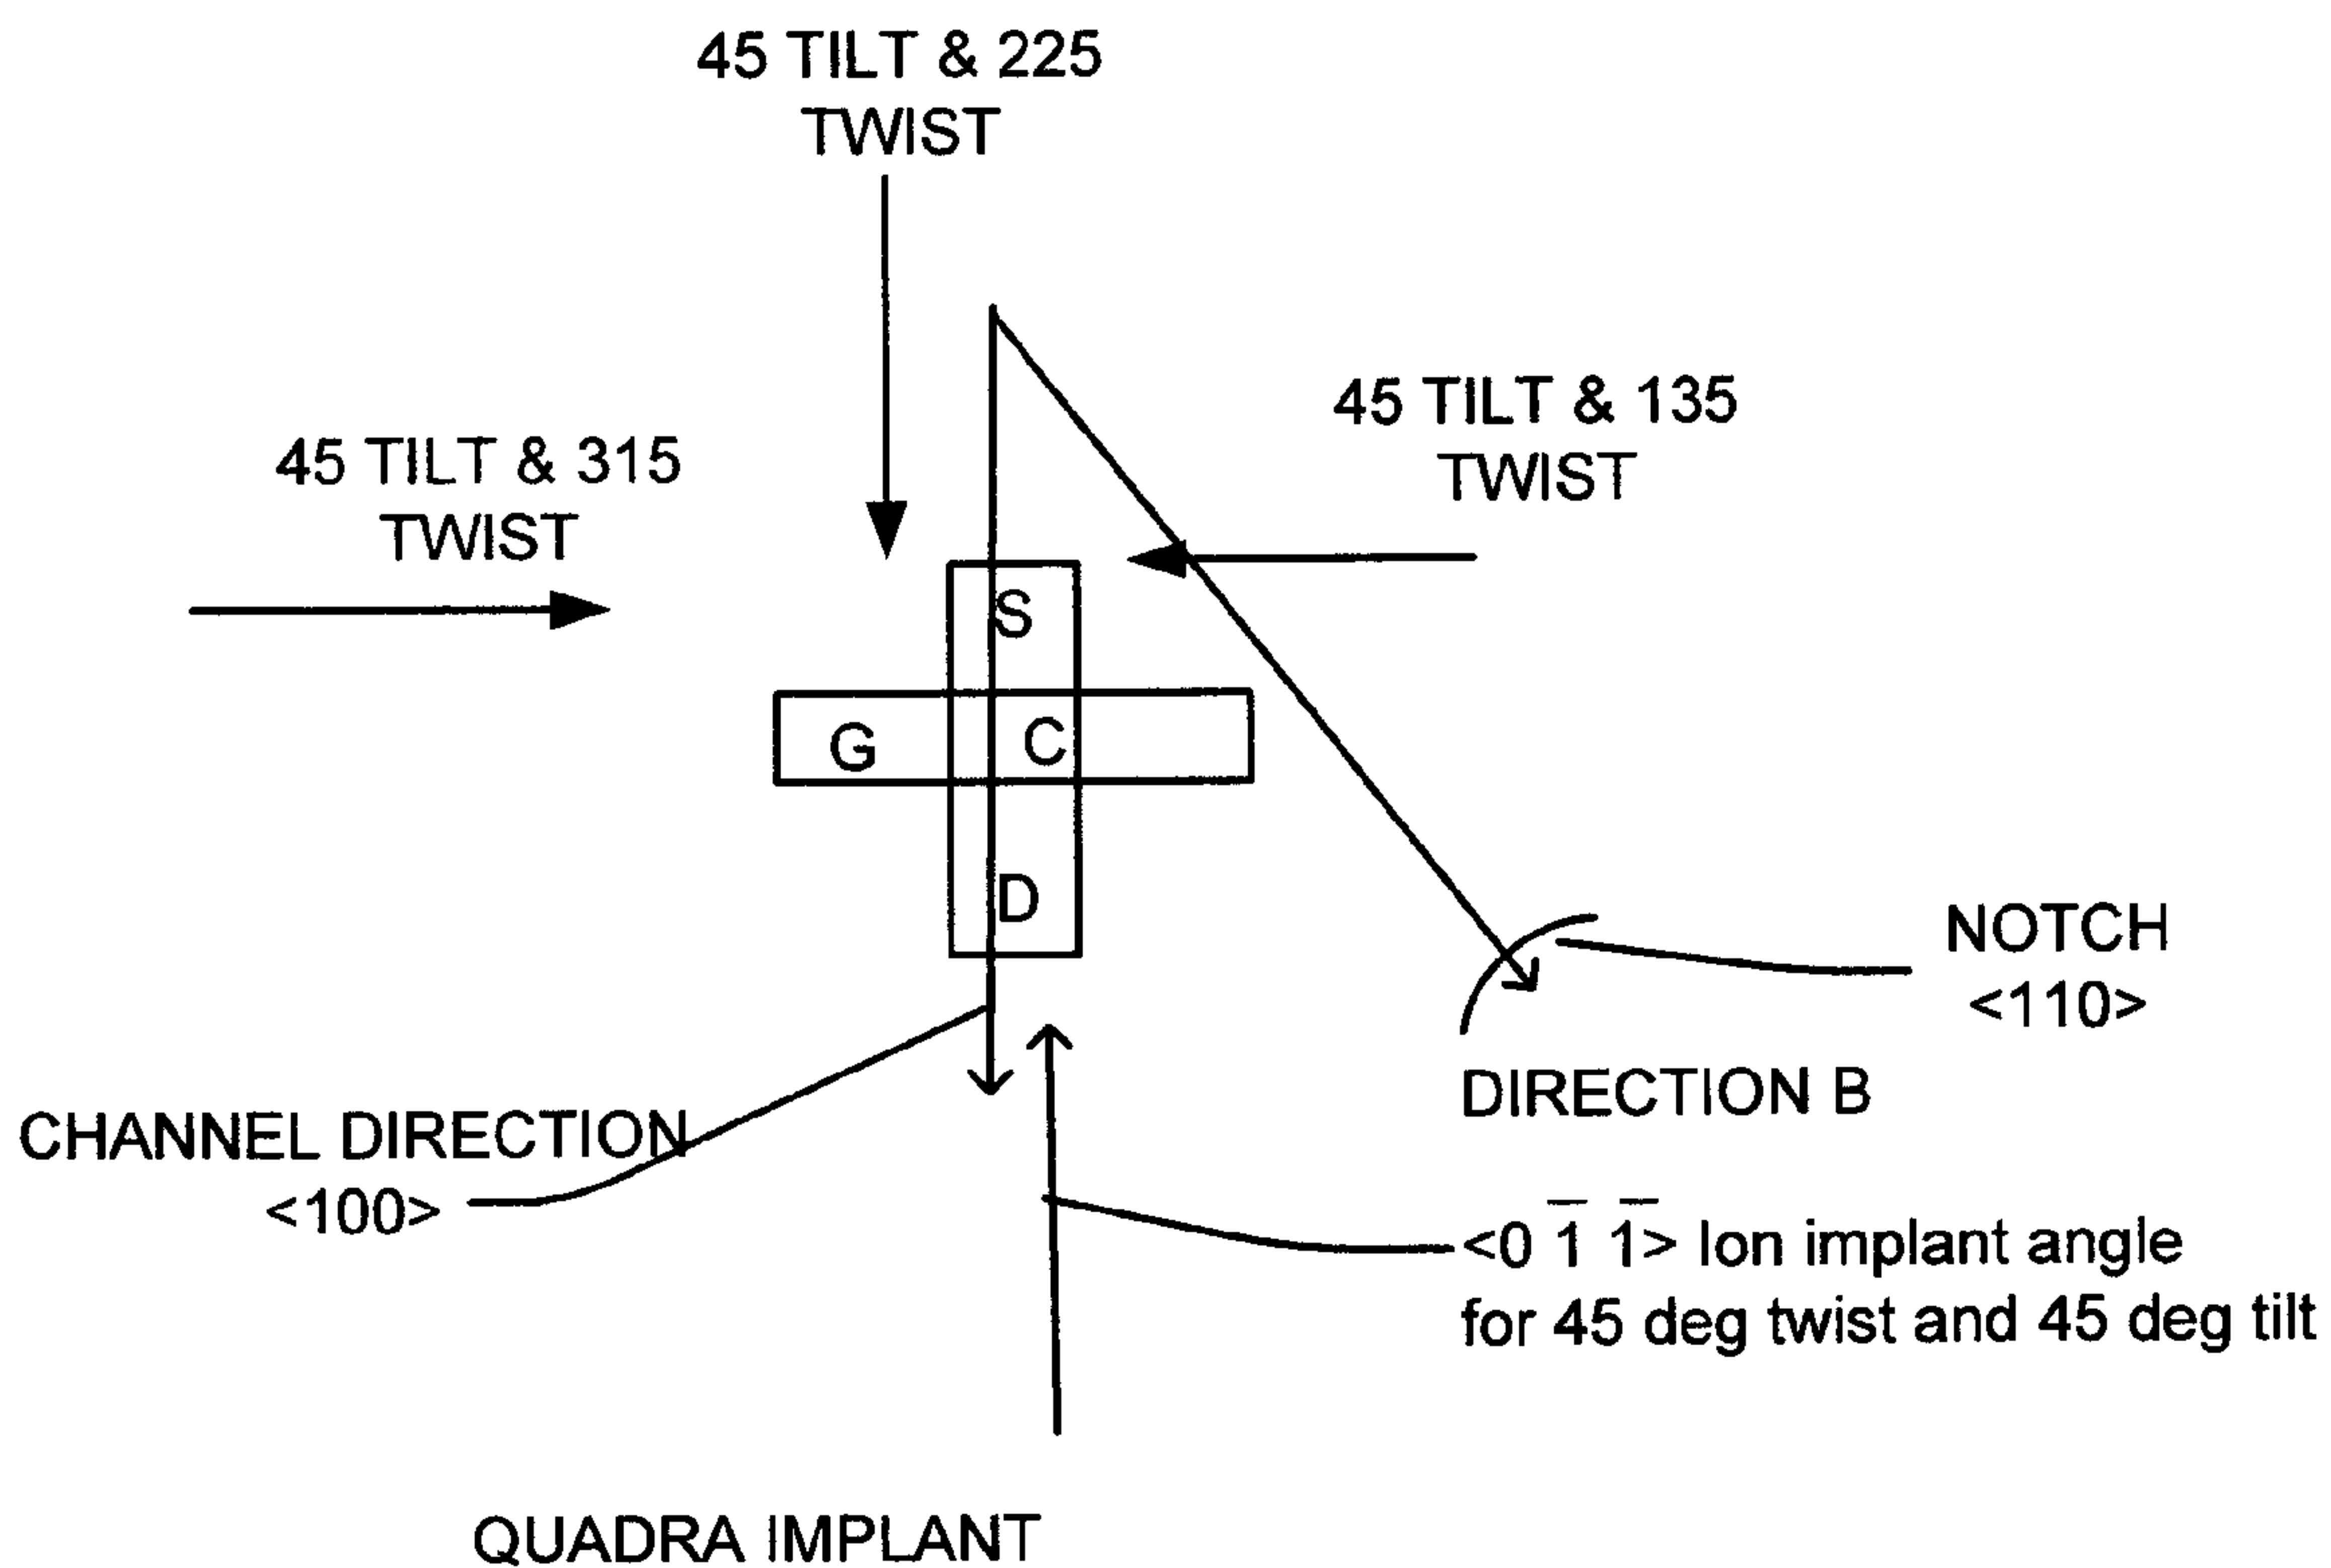 45 TILT & 225
TWIST
45 TILT & 135
TWIST
45 TILT & 315
TWIST
S
G
C
D
NOTCH
<110>
DIRECTION B
CHANNEL DIRECTION
<100>
<0 1̅ 1̅> Ion implant angle
for 45 deg twist and 45 deg tilt
QUADRA IMPLANT